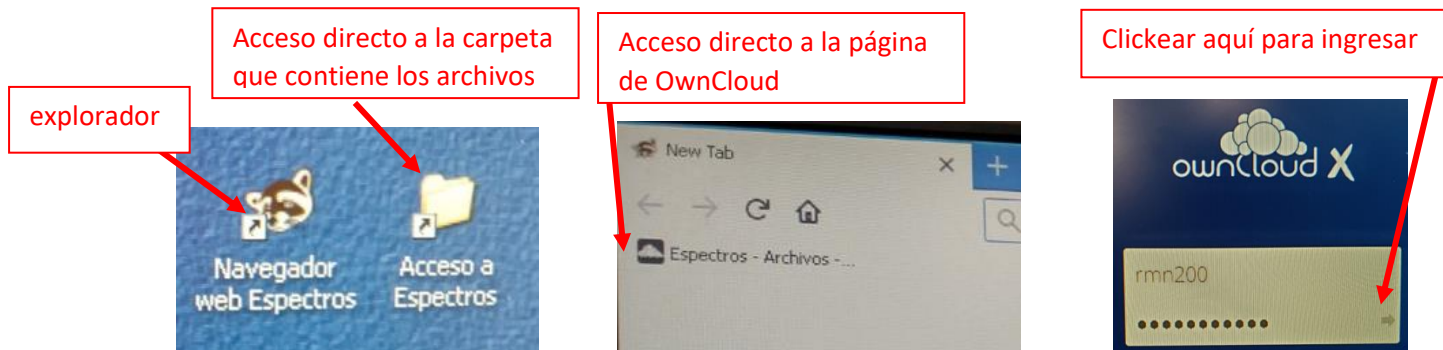 Acceso directo a la carpeta
que contiene los archivos
Acceso directo a la página
de OwnCloud
Clickear aquí para ingresar
explorador
Navegador
web Espectros
Acceso a
Espectros
New Tab
Espectros - Archivos -...
ownCloud X
rmn200